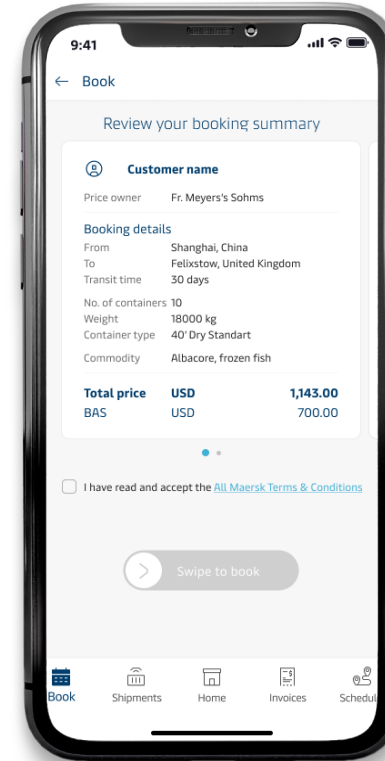 9:41
← Book
Review your booking summary
Customer name
Price owner Fr. Meyers's Sohms
Booking details
From Shanghai, China
To Felixstow, United Kingdom
Transit time 30 days
No. of containers 10
Weight 18000 kg
Container type 40' Dry Standart
Commodity Albacore, frozen fish
Total price USD 1,143.00
BAS USD 700.00
I have read and accept the All Maersk Terms & Conditions
Swipe to book
Book Shipments Home Invoices Schedul